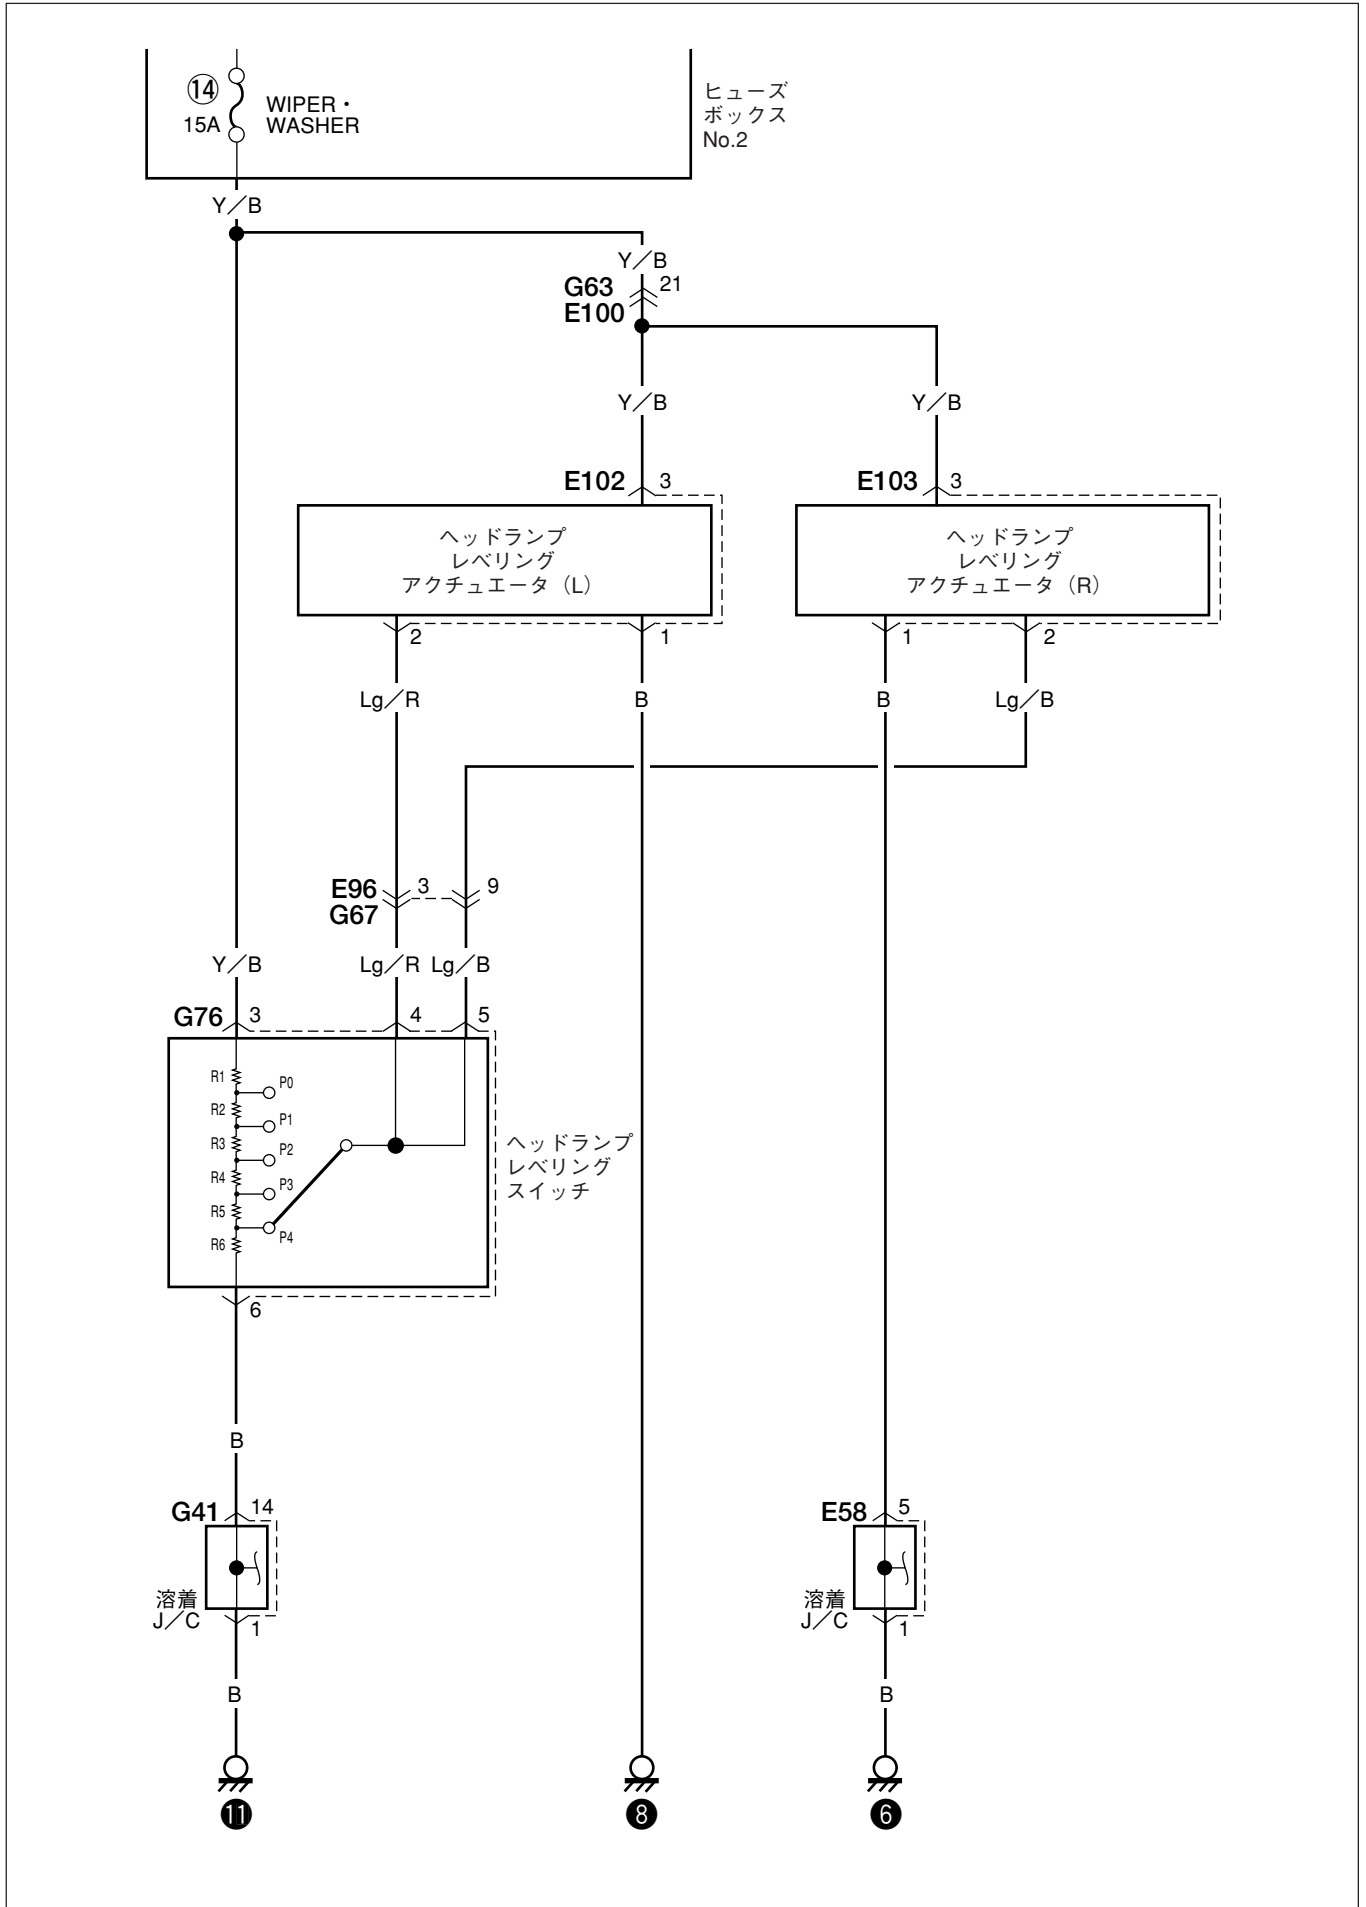 ⑭
15A
WIPER・
WASHER
ヒューズ
ボックス
No.2
Y/B
Y/B
G63
21
E100
Y/B
Y/B
E102
3
E103
3
ヘッドランプ
レベリング
アクチュエータ（L）
ヘッドランプ
レベリング
アクチュエータ（R）
2
1
1
2
Lg/R
B
B
Lg/B
E96
3
9
G67
Y/B
Lg/R
Lg/B
G76
3
4
5
R1
P0
R2
P1
R3
P2
R4
P3
R5
P4
R6
ヘッドランプ
レベリング
スイッチ
6
B
G41
14
E58
5
溶着
J/C
1
溶着
J/C
1
B
B
⓫
❽
❻